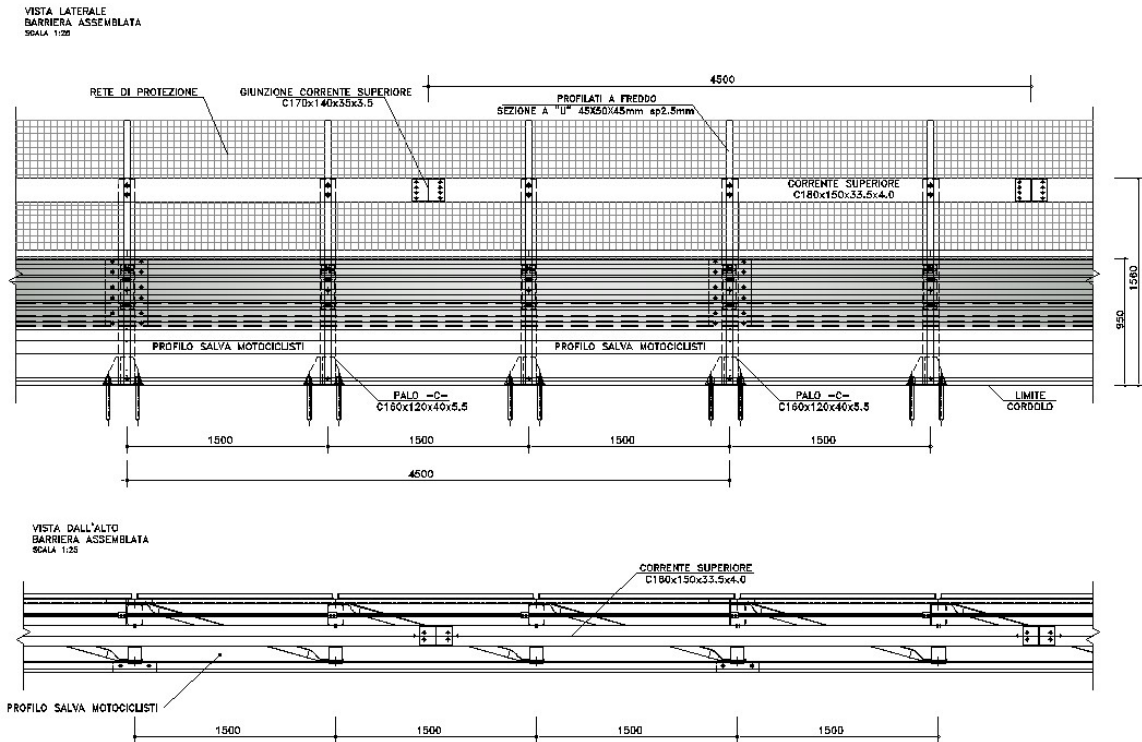 VISTA LATERALE
BARRIERA ASSEMBLATA
SCALA 1:25
4500
RETE DI PROTEZIONE
GIUNZIONE CORRENTE SUPERIORE
C170x140x35x3.5
PROFILATI A FREDDO
SEZIONE A "U" 45X50X45mm sp2.5mm
CORRENTE SUPERIORE
C180x150x33.5x4.0
1560
950
PROFILO SALVA MOTOCICLISTI
PROFILO SALVA MOTOCICLISTI
PALO -C-
C160x120x40x5.5
PALO -C-
C160x120x40x5.5
LIMITE
CORDOLO
1500
1500
1500
1500
4500
VISTA DALL'ALTO
BARRIERA ASSEMBLATA
SCALA 1:25
CORRENTE SUPERIORE
C180x150x33.5x4.0
PROFILO SALVA MOTOCICLISTI
1500
1500
1500
1500